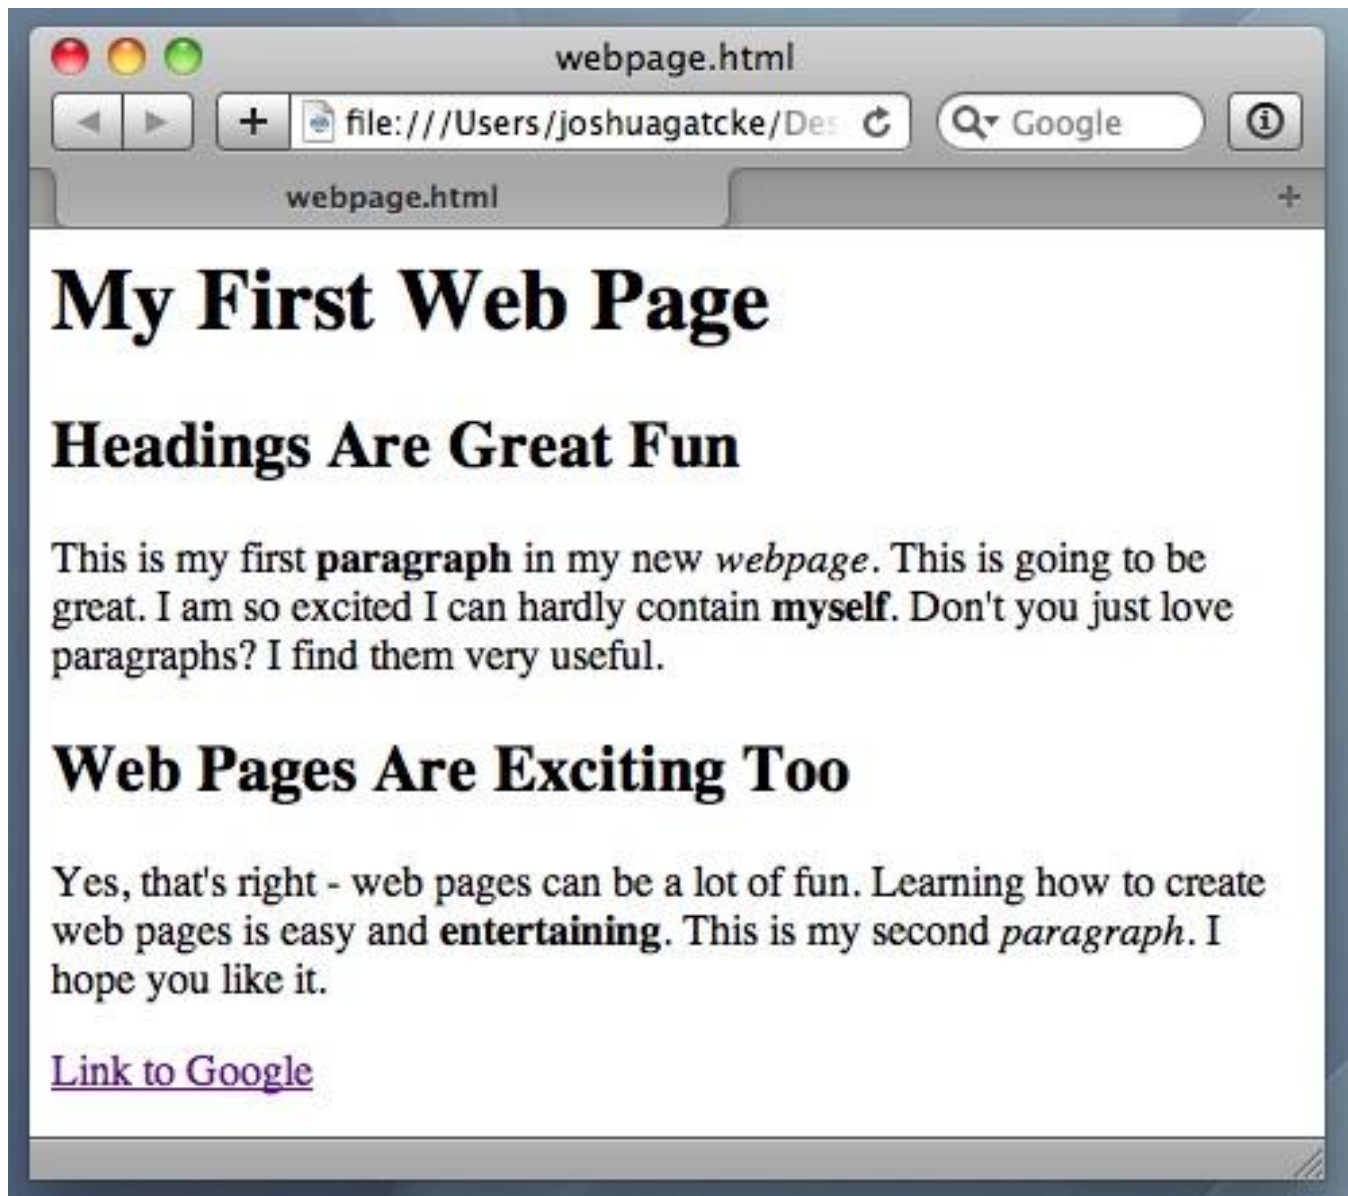 webpage.html
file:///Users/joshuagatcke/Des
Google
webpage.html
My First Web Page
Headings Are Great Fun
This is my first paragraph in my new webpage. This is going to be
great. I am so excited I can hardly contain myself. Don't you just love
paragraphs? I find them very useful.
Web Pages Are Exciting Too
Yes, that's right - web pages can be a lot of fun. Learning how to create
web pages is easy and entertaining. This is my second paragraph. I
hope you like it.
Link to Google